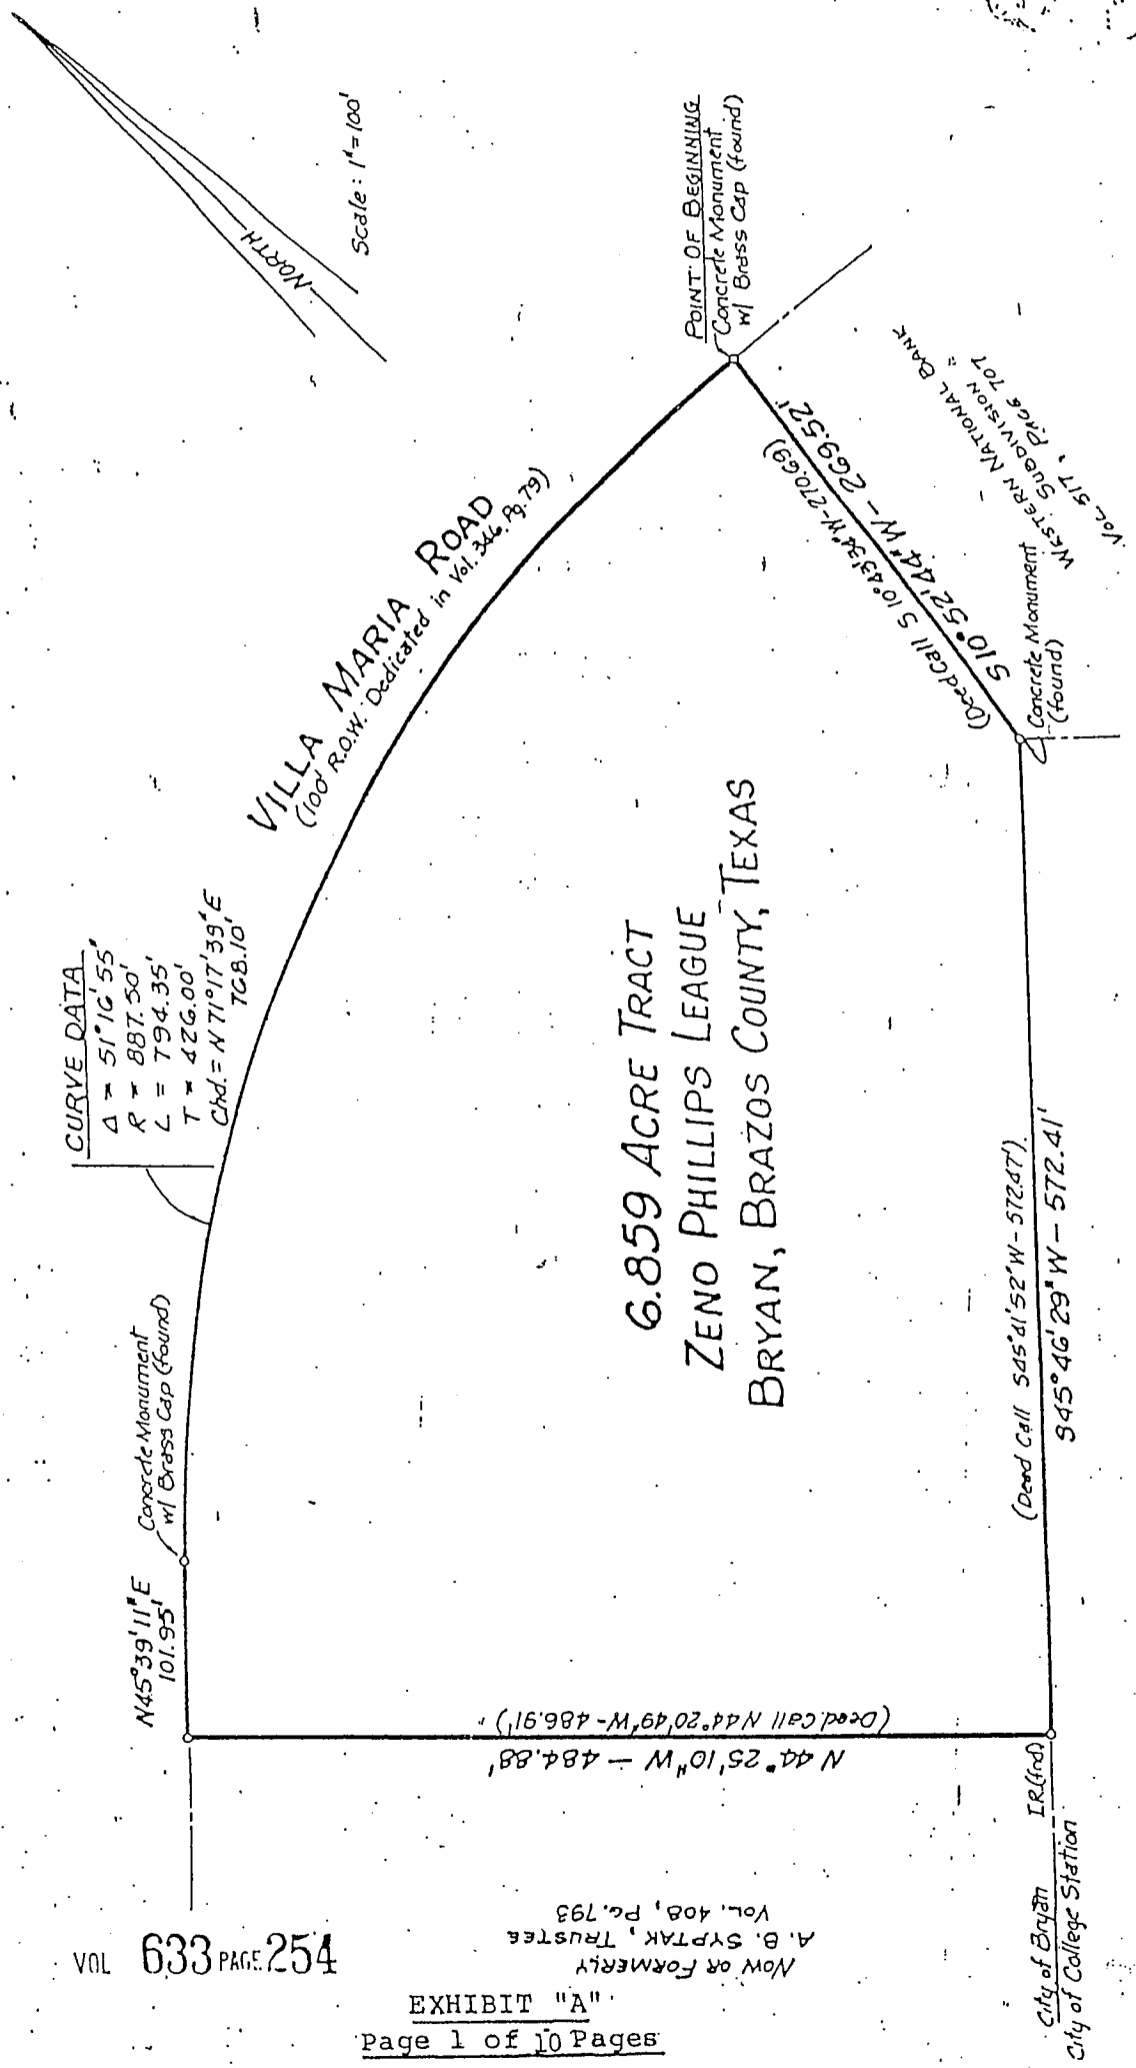 NORTH
Scale: 1"=100'
POINT OF BEGINNING
Concrete Monument
w/ Brass Cap (found)
VILLA MARIA ROAD
(100' R.O.W. Dedicated in Vol. 346, Pg. 79)
CURVE DATA
Δ = 51°16'55"
R = 887.50'
L = 794.35'
T = 426.00'
Chd. = N 71°17'39" E
768.10'
S 10°52'44" W - 269.52'
(Deed Call S 10°43'34" W - 270.69)
WESTERN NATIONAL BANK
SUBDIVISION =
VOL. 517, PAGE 707
Concrete Monument
(found)
6.859 ACRE TRACT
ZENO PHILLIPS LEAGUE
BRYAN, BRAZOS COUNTY, TEXAS
Concrete Monument
w/ Brass Cap (found)
N45°39'11"E
101.95'
(Deed Call S45°41'52"W - 572.47')
S45°46'29"W - 572.41'
(Deed Call N44°20'49"W - 486.91')
N 44°25'10"W - 484.88'
NOW OR FORMERLY
A. B. SYPTAK, TRUSTEE
VOL. 408, PG. 793
IR(fnd)
City of Bryan
City of College Station
VOL 633 PAGE 254
EXHIBIT "A"
Page 1 of 10 Pages